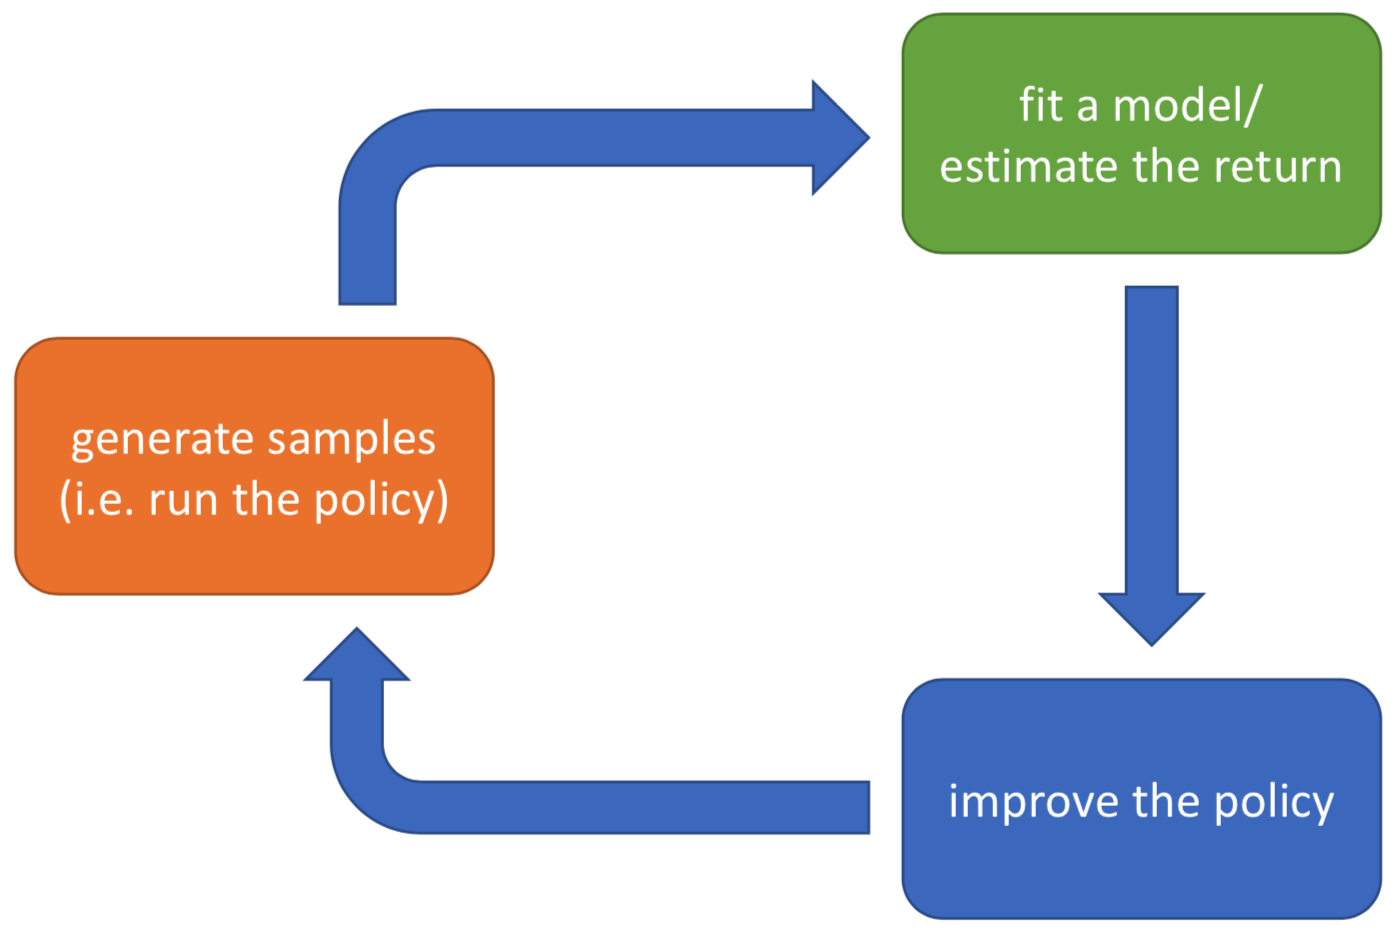 fit a model/
estimate the return
generate samples
(i.e. run the policy)
improve the policy